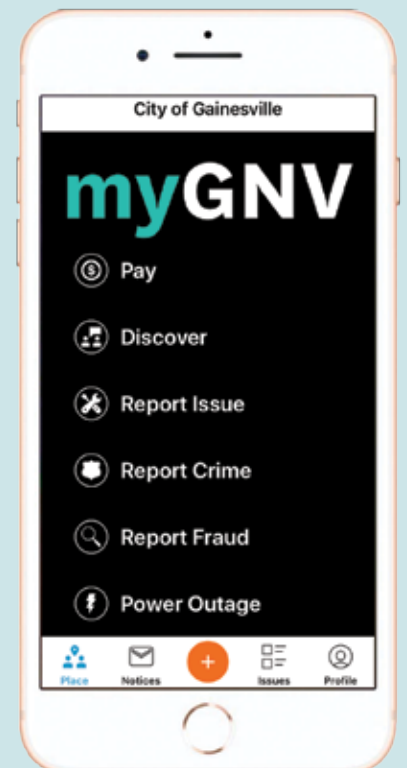 City of Gainesville
myGNV
Pay
Discover
Report Issue
Report Crime
Report Fraud
Power Outage
Place Notices + Issues Profile